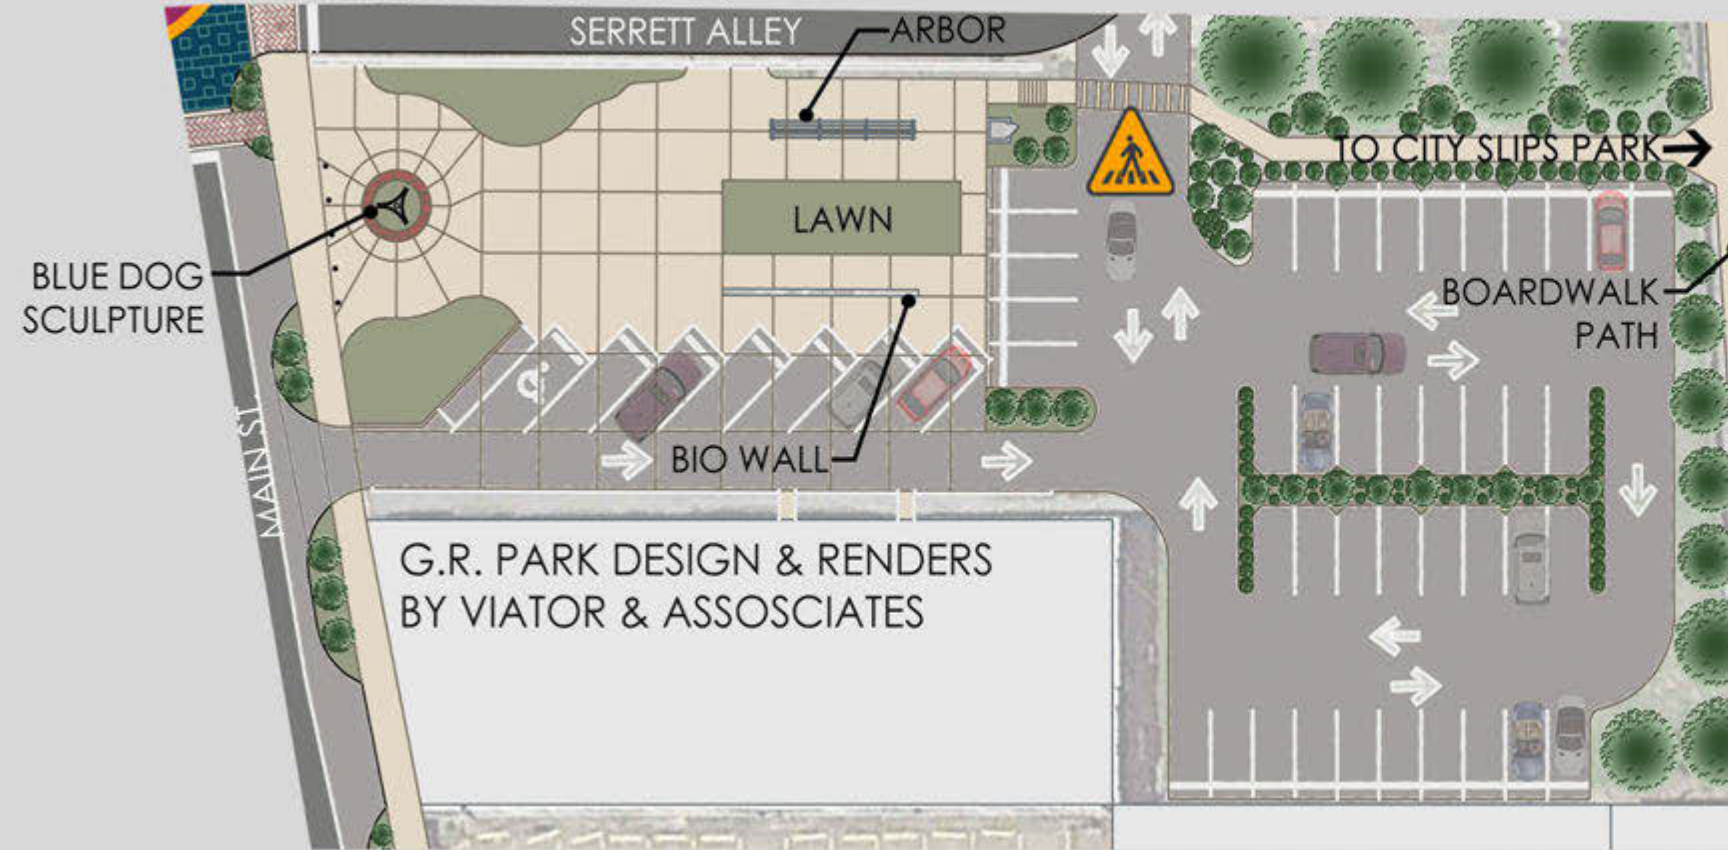 SERRETT ALLEY
ARBOR
TO CITY SLIPS PARK
LAWN
BLUE DOG
SCULPTURE
BOARDWALK
PATH
MAIN ST.
BIO WALL
G.R. PARK DESIGN & RENDERS
BY VIATOR & ASSOSCIATES